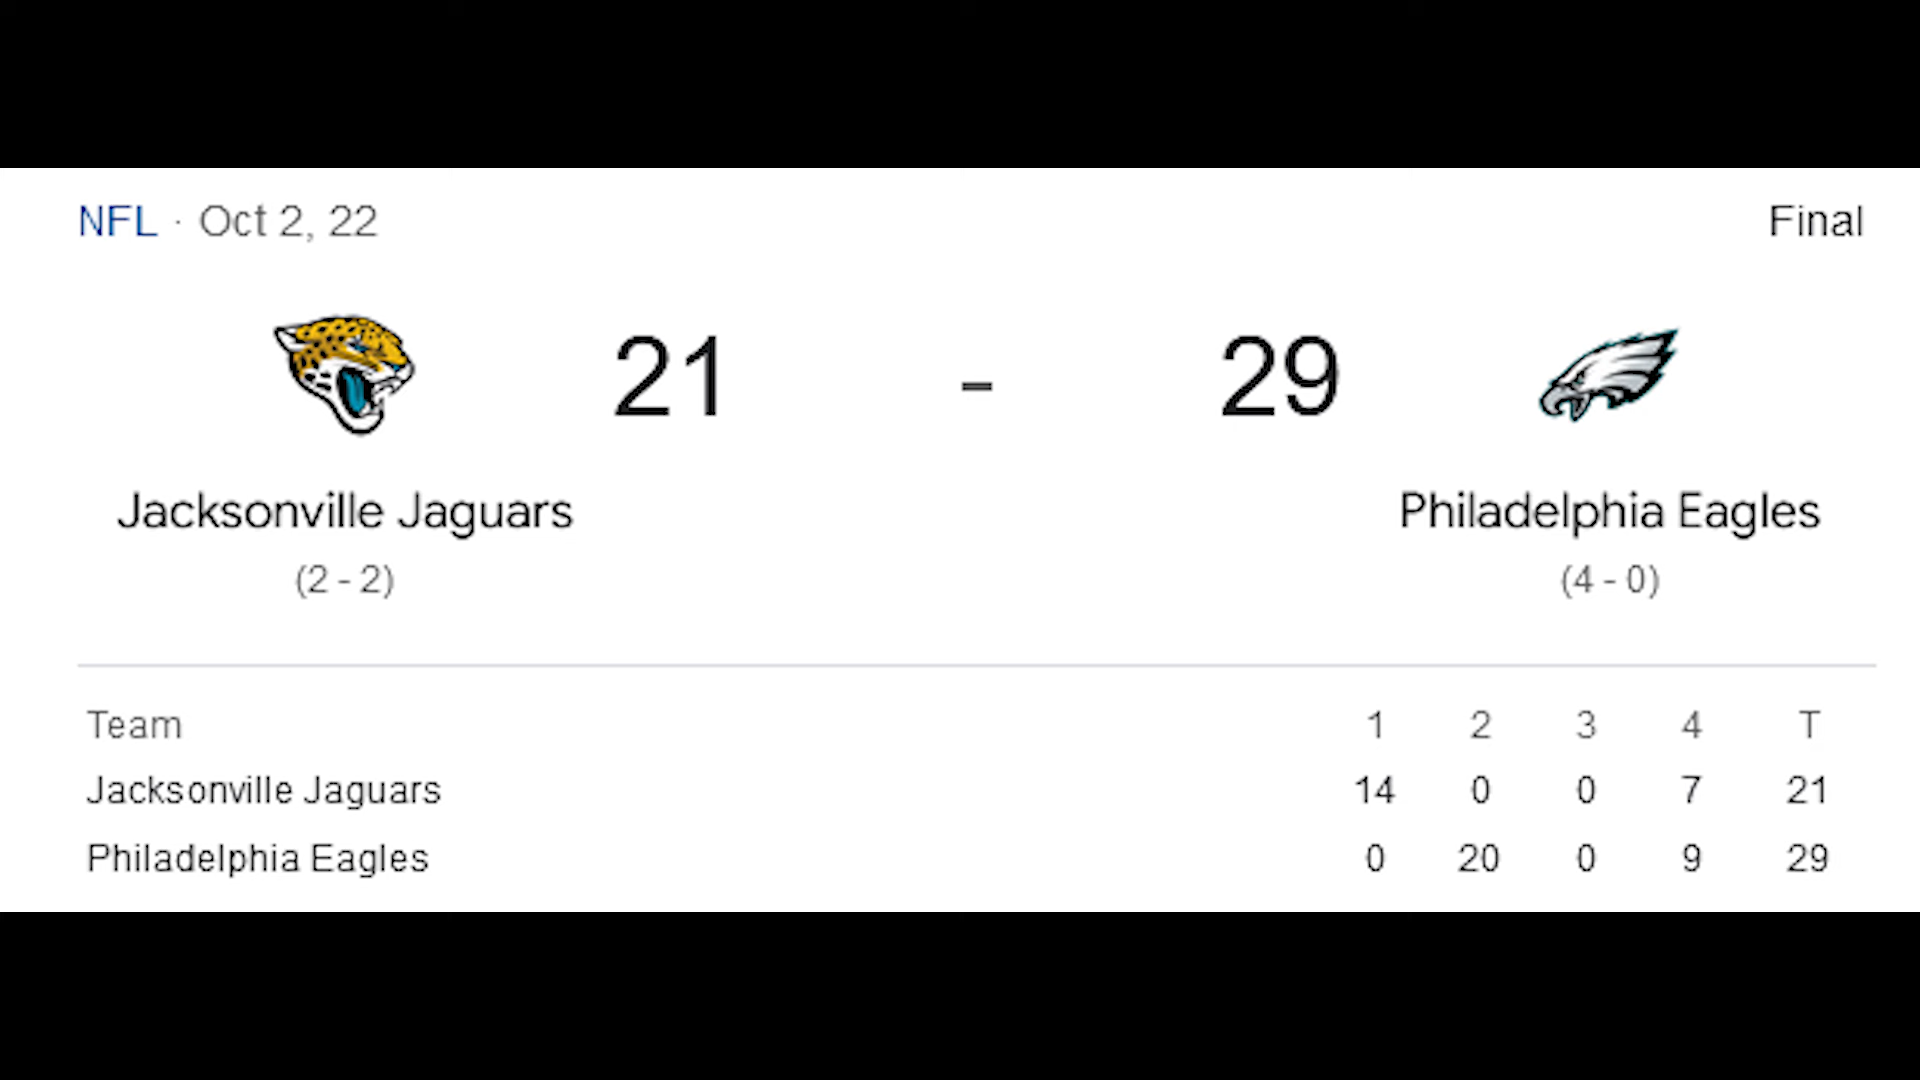 NFL · Oct 2, 22 Final
21 - 29
Jacksonville Jaguars Philadelphia Eagles
(2 - 2) (4 - 0)
Team 1 2 3 4 T
Jacksonville Jaguars 14 0 0 7 21
Philadelphia Eagles 0 20 0 9 29